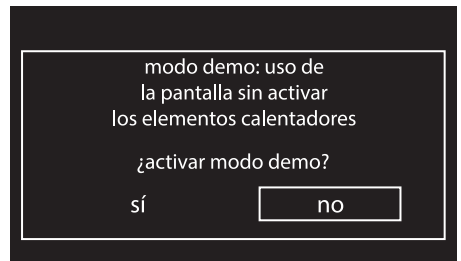 modo demo: uso de
la pantalla sin activar
los elementos calentadores
¿activar modo demo?
sí no